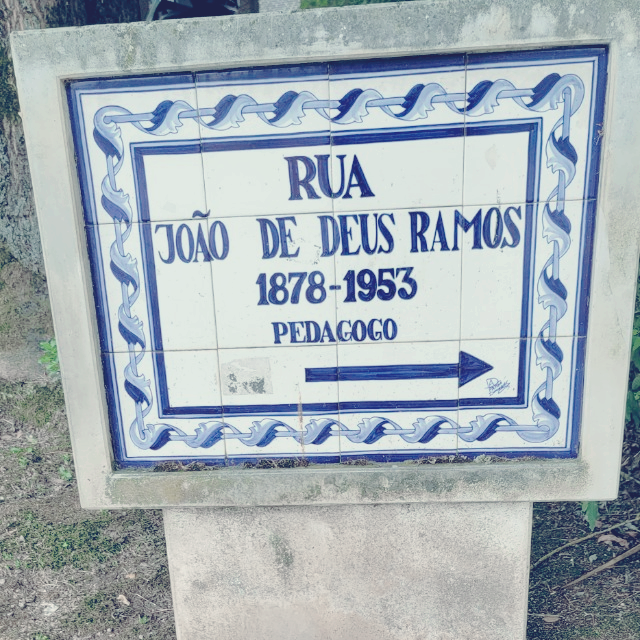 RUA
JOÃO DE DEUS RAMOS
1878-1953
PEDAGOGO